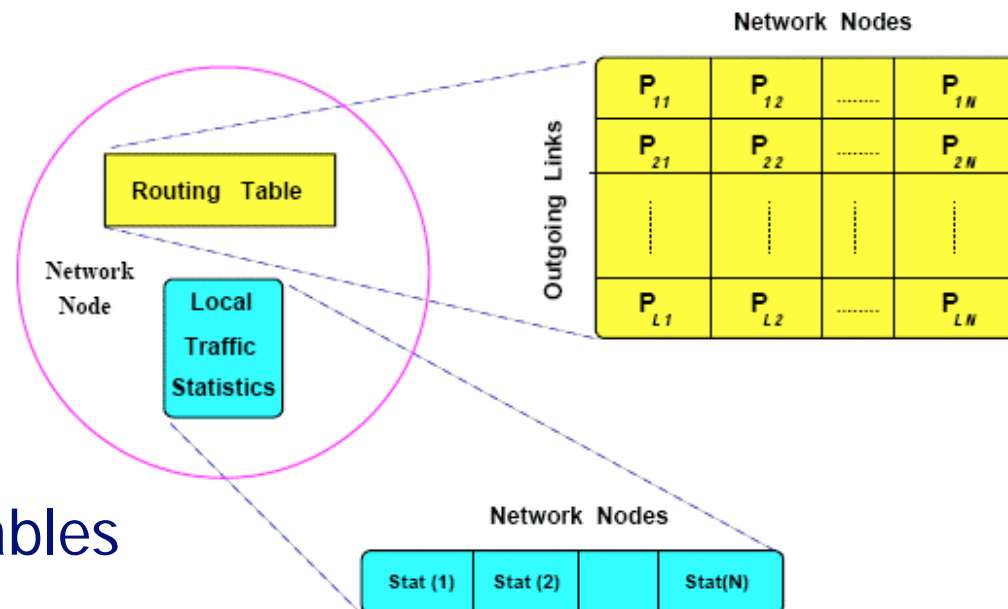 Network Nodes
Outgoing Links
P11 P12 ........ P1N
P21 P22 ........ P2N
PL1 PL2 ........ PLN
Routing Table
Network
Node
Local
Traffic
Statistics
ables
Network Nodes
Stat (1) Stat (2) Stat(N)